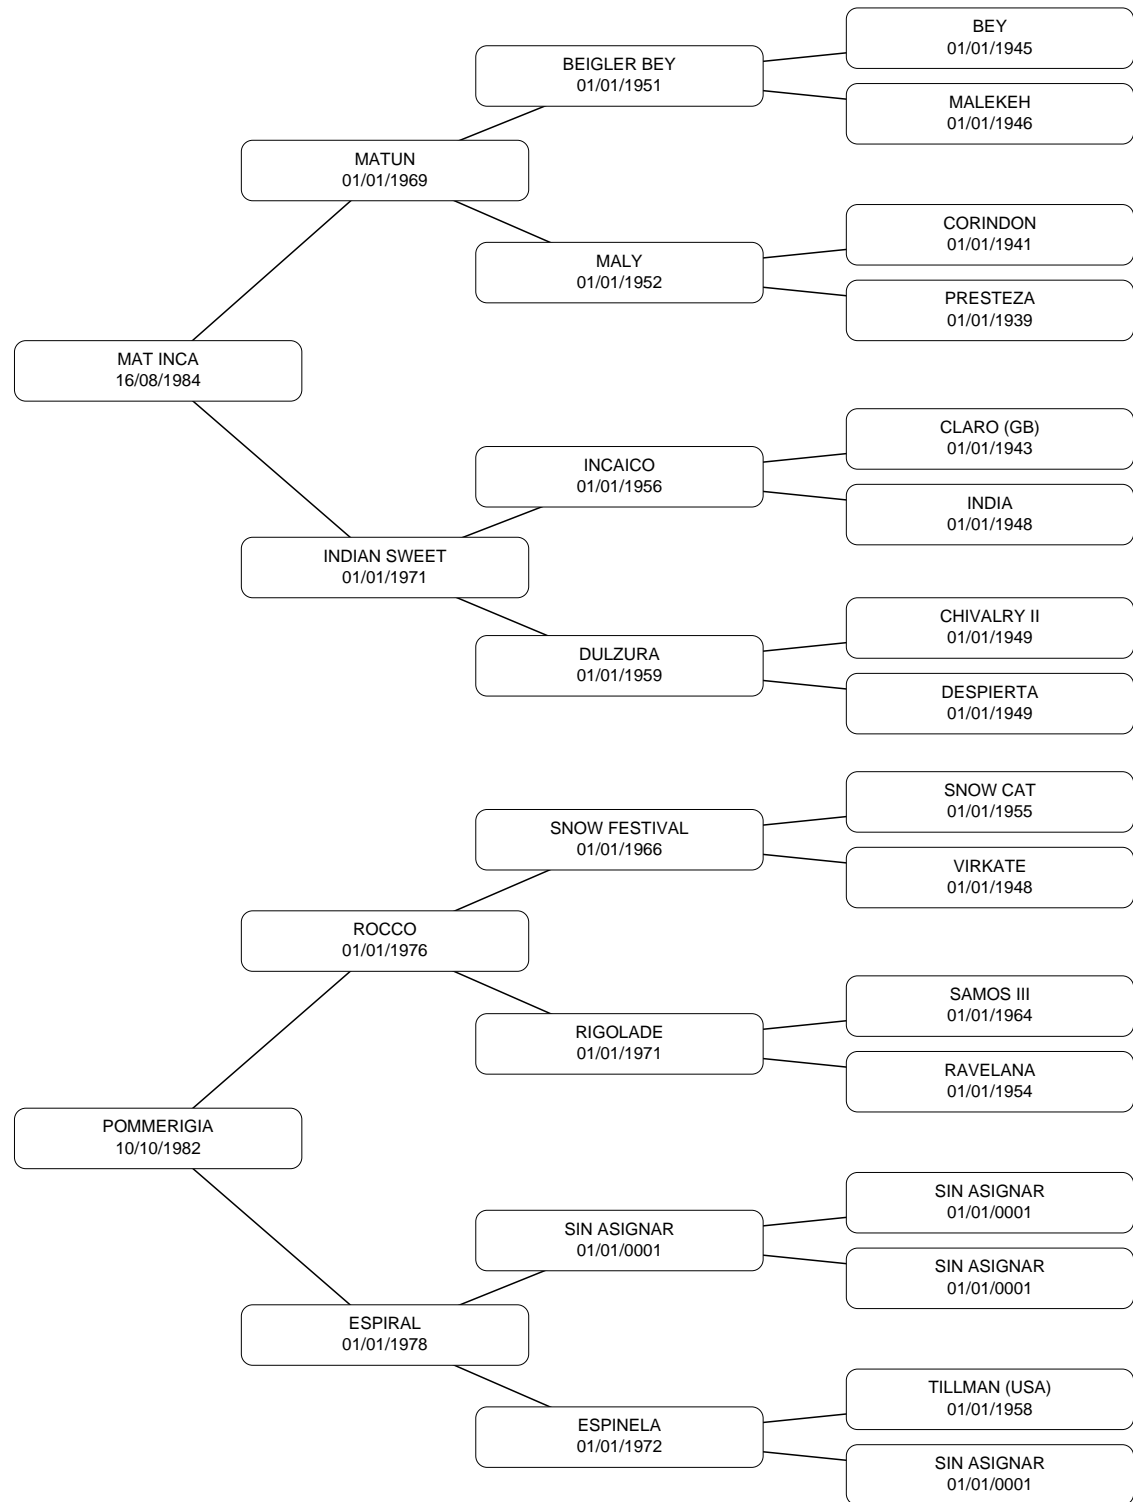 BEY
01/01/1945
BEIGLER BEY
01/01/1951
MALEKEH
01/01/1946
MATUN
01/01/1969
CORINDON
01/01/1941
MALY
01/01/1952
PRESTEZA
01/01/1939
MAT INCA
16/08/1984
CLARO (GB)
01/01/1943
INCAICO
01/01/1956
INDIA
01/01/1948
INDIAN SWEET
01/01/1971
CHIVALRY II
01/01/1949
DULZURA
01/01/1959
DESPIERTA
01/01/1949
SNOW CAT
01/01/1955
SNOW FESTIVAL
01/01/1966
VIRKATE
01/01/1948
ROCCO
01/01/1976
SAMOS III
01/01/1964
RIGOLADE
01/01/1971
RAVELANA
01/01/1954
POMMERIGIA
10/10/1982
SIN ASIGNAR
01/01/0001
SIN ASIGNAR
01/01/0001
SIN ASIGNAR
01/01/0001
ESPIRAL
01/01/1978
TILLMAN (USA)
01/01/1958
ESPINELA
01/01/1972
SIN ASIGNAR
01/01/0001